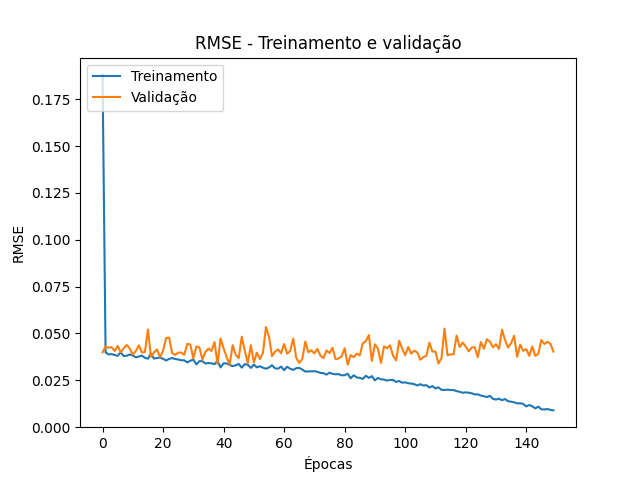 RMSE - Treinamento e validação
Treinamento
Validação
0.175
0.150
0.125
0.100
0.075
0.050
0.025
0.000
RMSE
0 20 40 60 80 100 120 140
Épocas